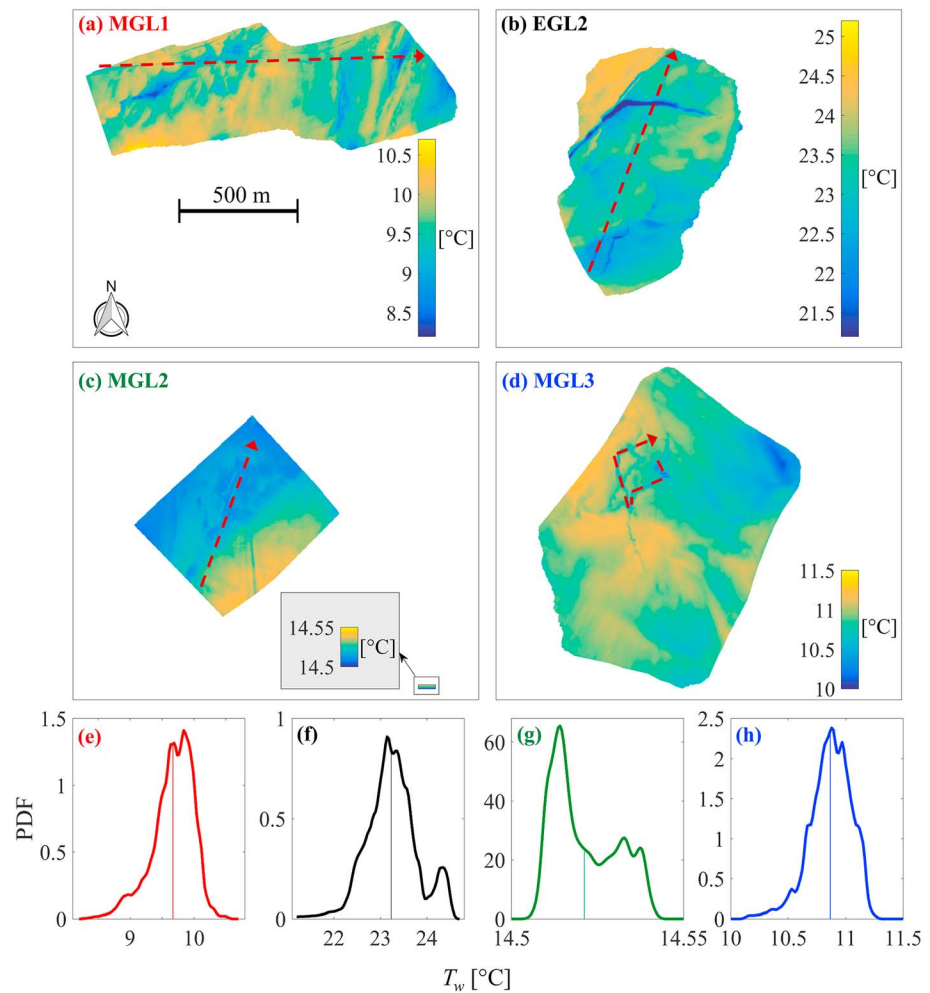 (a) MGL1
10.5
10
9.5
[°C]
9
8.5
500 m
N
(b) EGL2
25
24.5
24
23.5
[°C]
23
22.5
22
21.5
(c) MGL2
14.55
[°C]
14.5
(d) MGL3
11.5
11
[°C]
10.5
10
PDF
(e)
1.5
1
0.5
0
9 10
(f)
1
0.5
0
22 23 24
(g)
60
40
20
0
14.5 14.55
(h)
2.5
2
1.5
1
0.5
0
10 10.5 11 11.5
T_w [°C]